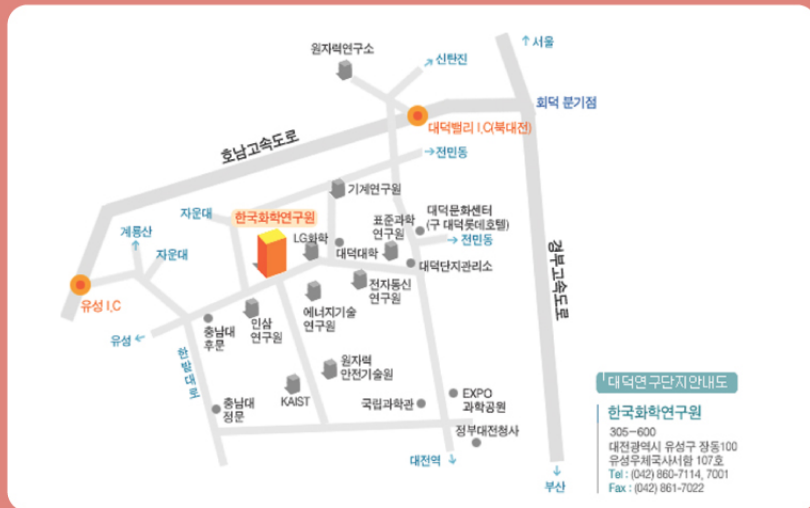 원자력연구소
신탄진
서울
회덕 분기점
대덕밸리 I.C(북대전)
호남고속도로
전민동
기계연구원
자운대
한국화학연구원
계룡산
자운대
LG화학
대덕대학
표준과학
연구원
대덕문화센터
(구 대덕롯데호텔)
전민동
대덕단지관리소
경부고속도로
유성 I.C
전자통신
연구원
에너지기술
연구원
인삼
연구원
충남대
후문
유성
한밭대로
원자력
안전기술원
KAIST
충남대
정문
국립과학관
EXPO
과학공원
정부대전청사
대전역
부산
대덕연구단지안내도
한국화학연구원
305-600
대전광역시 유성구 장동100
유성우체국사서함 107호
Tel : (042) 860-7114, 7001
Fax : (042) 861-7022